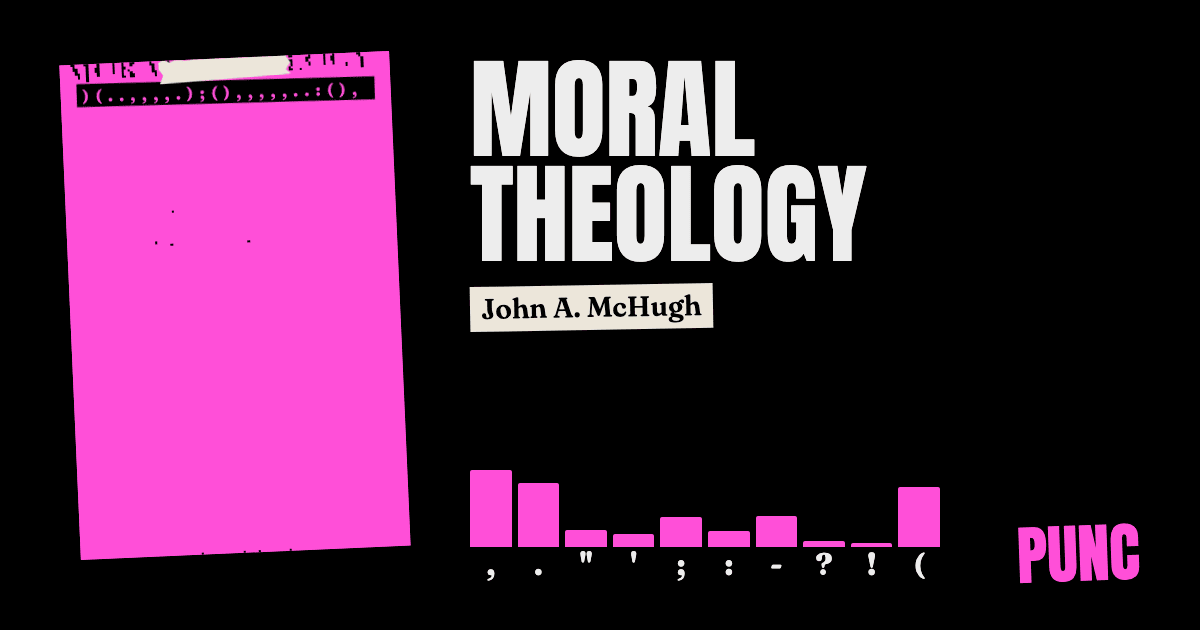 )(..,,,,.);(),,,,,..:(),
MORAL
THEOLOGY
John A. McHugh
, . " ' ; : - ? ! (
PUNC